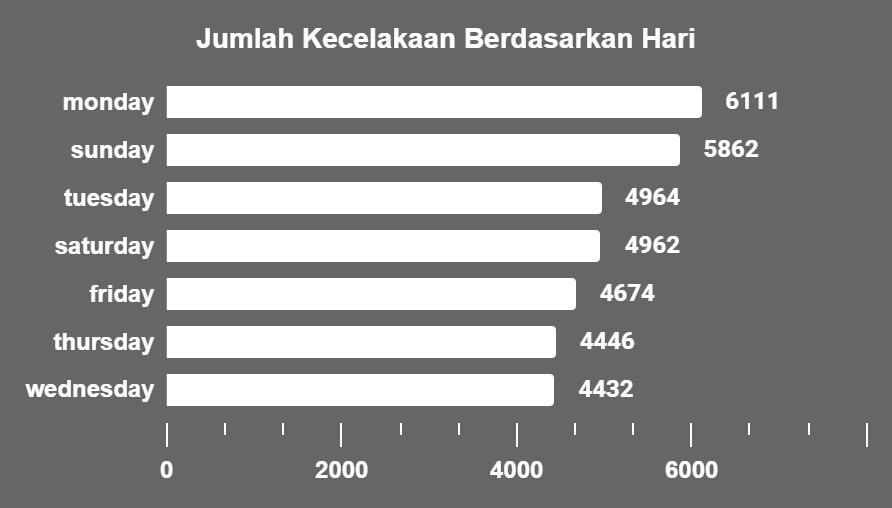 Jumlah Kecelakaan Berdasarkan Hari
monday 6111
sunday 5862
tuesday 4964
saturday 4962
friday 4674
thursday 4446
wednesday 4432
0 2000 4000 6000